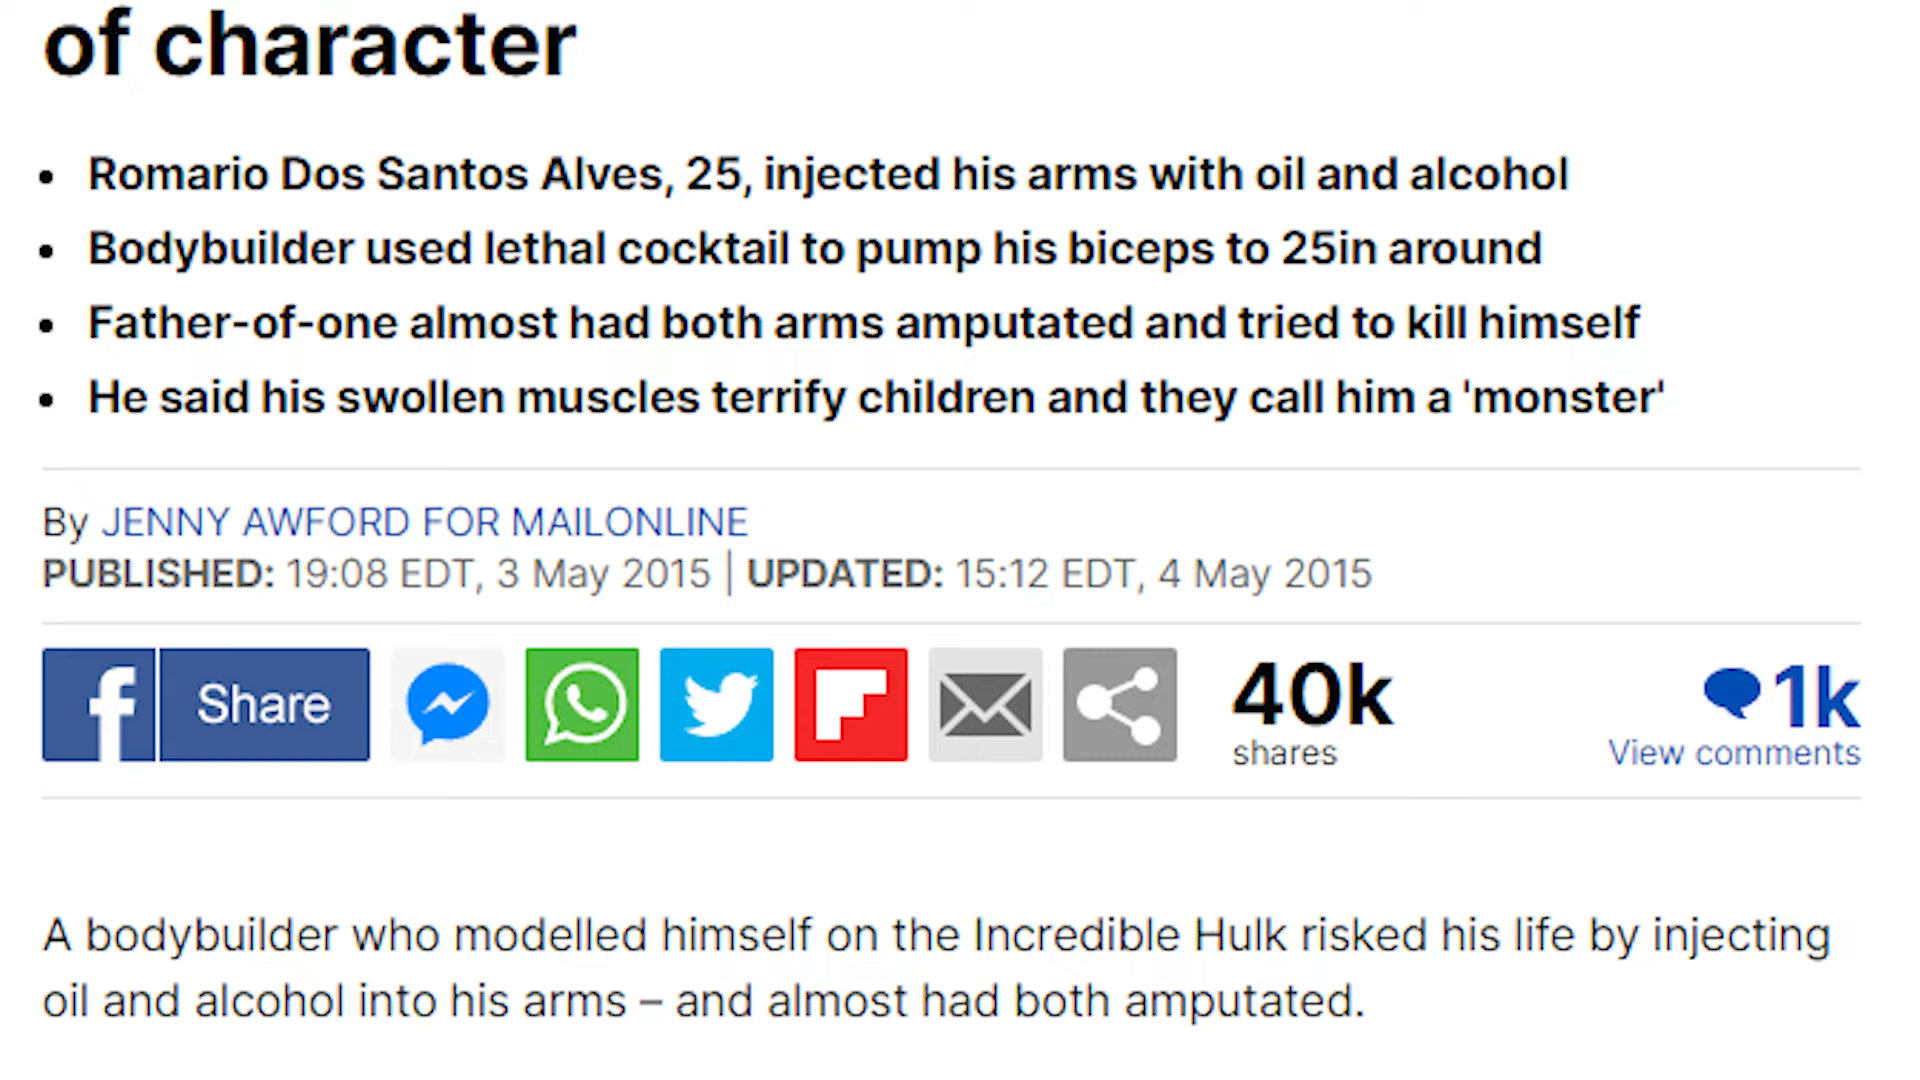 of character
• Romario Dos Santos Alves, 25, injected his arms with oil and alcohol
• Bodybuilder used lethal cocktail to pump his biceps to 25in around
• Father-of-one almost had both arms amputated and tried to kill himself
• He said his swollen muscles terrify children and they call him a 'monster'
By JENNY AWFORD FOR MAILONLINE
PUBLISHED: 19:08 EDT, 3 May 2015 | UPDATED: 15:12 EDT, 4 May 2015
f Share 40k 1k
shares View comments
A bodybuilder who modelled himself on the Incredible Hulk risked his life by injecting
oil and alcohol into his arms – and almost had both amputated.